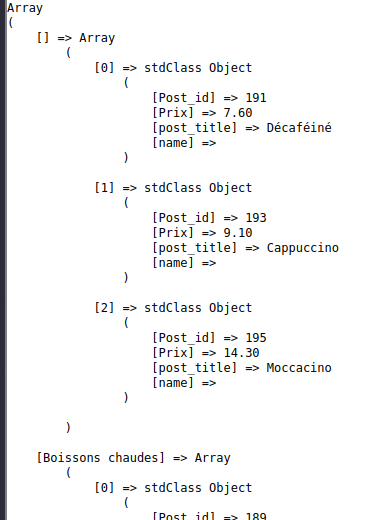 Array
(
[] => Array
(
[0] => stdClass Object
(
[Post_id] => 191
[Prix] => 7.60
[post_title] => Décaféiné
[name] =>
)
[1] => stdClass Object
(
[Post_id] => 193
[Prix] => 9.10
[post_title] => Cappuccino
[name] =>
)
[2] => stdClass Object
(
[Post_id] => 195
[Prix] => 14.30
[post_title] => Moccacino
[name] =>
)
)
[Boissons chaudes] => Array
(
[0] => stdClass Object
(
[Post_id] => 189